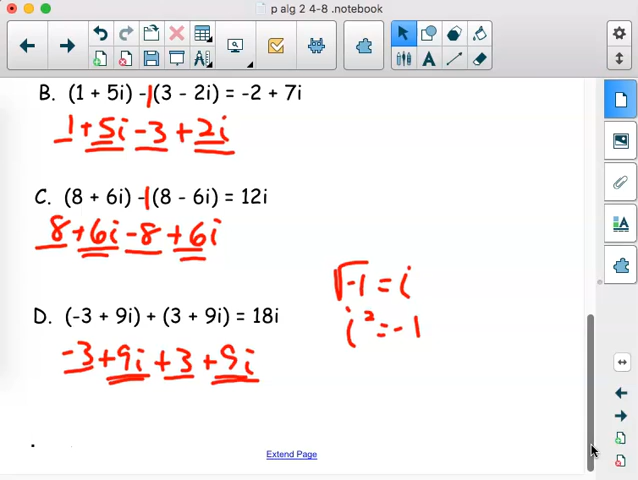 p alg 2 4-8 .notebook
B. (1 + 5i) -1(3 - 2i) = -2 + 7i
1 + 5i - 3 + 2i
C. (8 + 6i) -1(8 - 6i) = 12i
8 + 6i - 8 + 6i
√-1 = i
i² = -1
D. (-3 + 9i) + (3 + 9i) = 18i
-3 + 9i + 3 + 9i
Extend Page